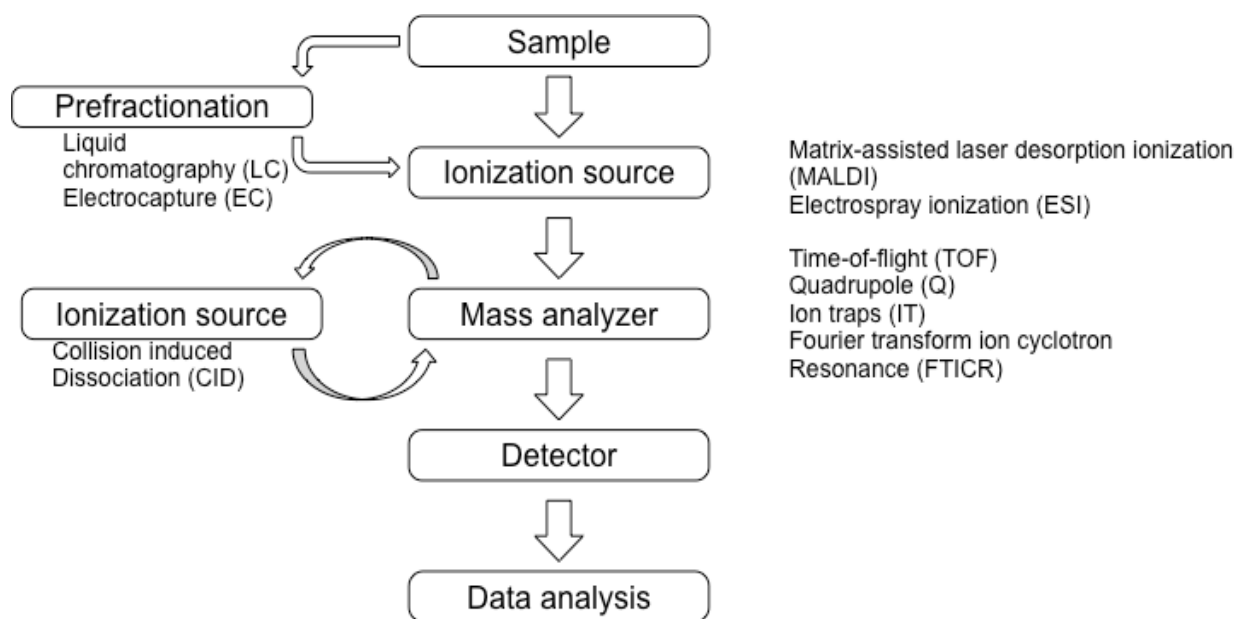 Sample
Prefractionation
Liquid
chromatography (LC)
Electrocapture (EC)
Ionization source
Matrix-assisted laser desorption ionization
(MALDI)
Electrospray ionization (ESI)
Ionization source
Collision induced
Dissociation (CID)
Mass analyzer
Time-of-flight (TOF)
Quadrupole (Q)
Ion traps (IT)
Fourier transform ion cyclotron
Resonance (FTICR)
Detector
Data analysis